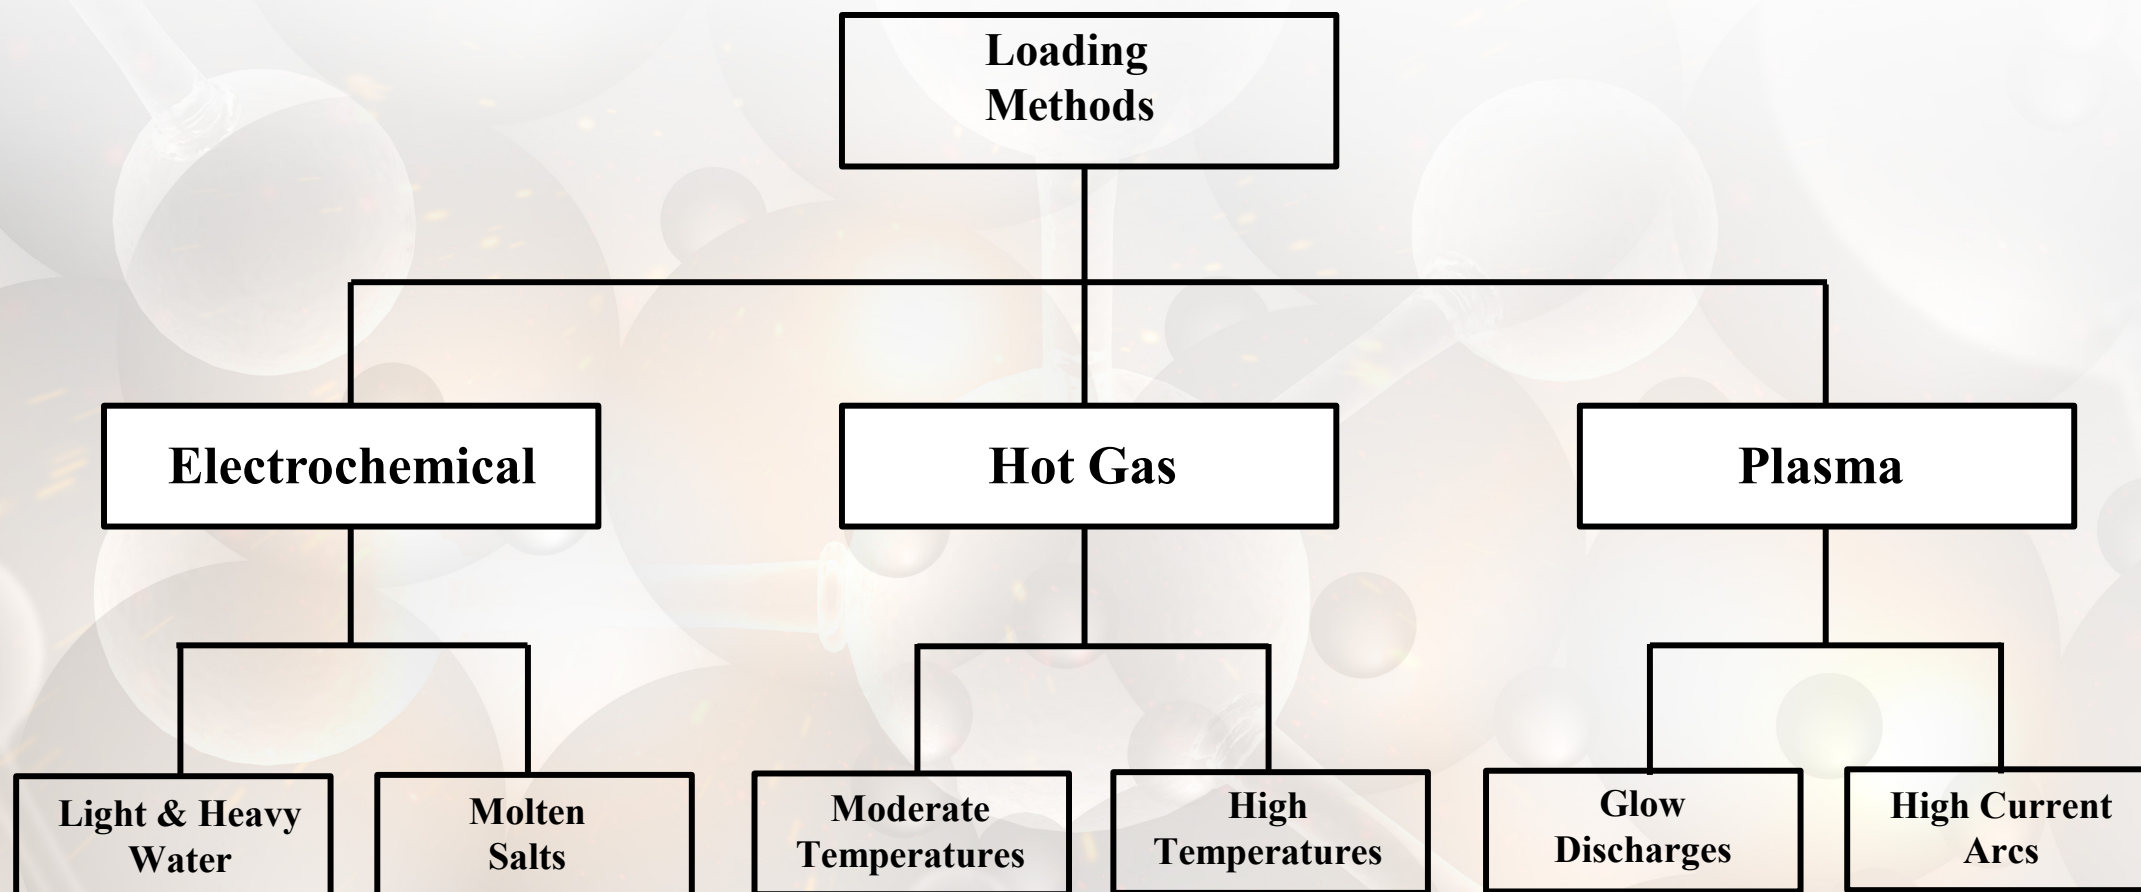 Loading
Methods
Electrochemical
Hot Gas
Plasma
Light & Heavy
Water
Molten
Salts
Moderate
Temperatures
High
Temperatures
Glow
Discharges
High Current
Arcs